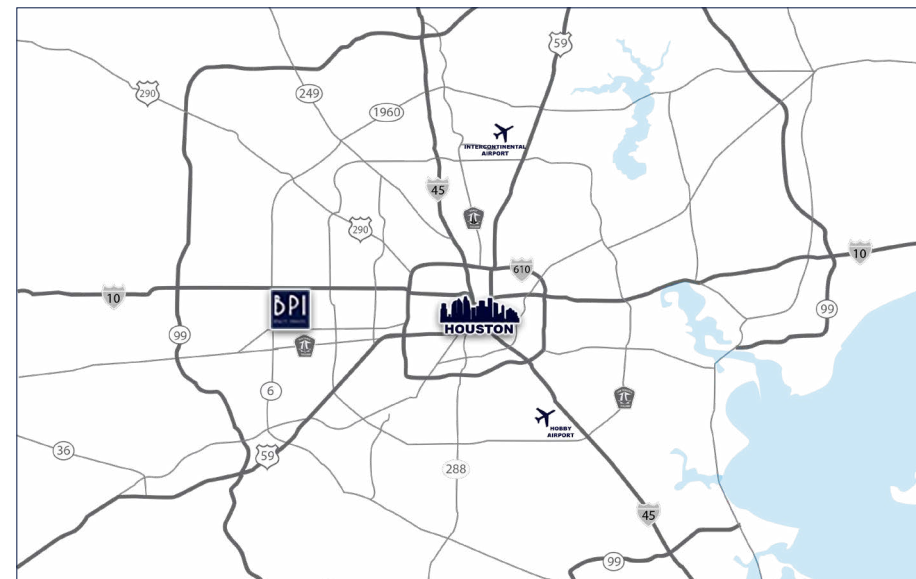 59
290
249
1960
INTERCONTINENTAL
AIRPORT
45
290
610
10
10
BPI
HOUSTON
99
99
6
36
59
288
HOBBY
AIRPORT
45
99